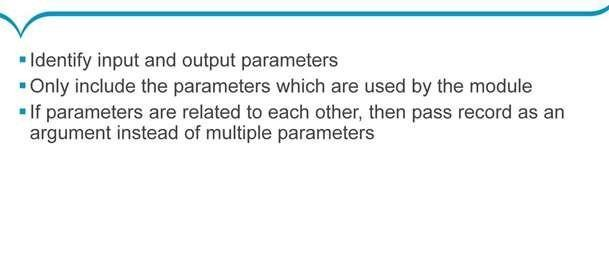 ▪ Identify input and output parameters
▪ Only include the parameters which are used by the module
▪ If parameters are related to each other, then pass record as an
argument instead of multiple parameters